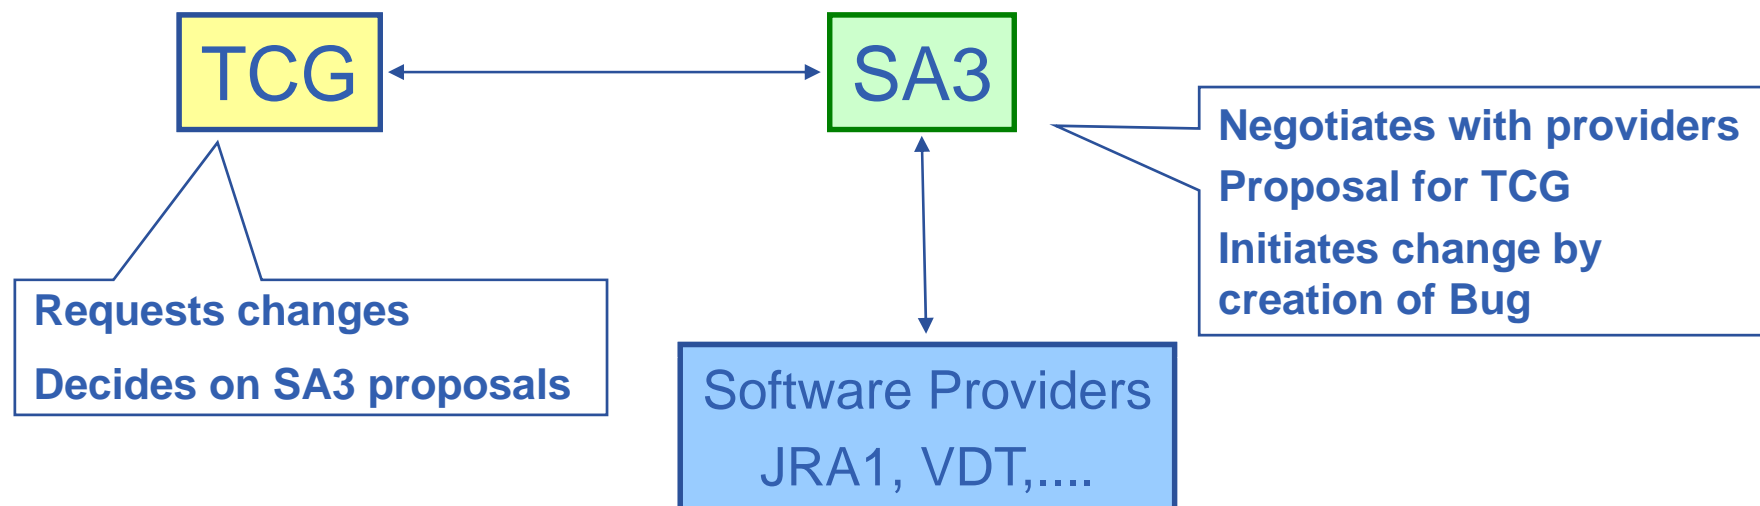 TCG
SA3
Negotiates with providers
Proposal for TCG
Initiates change by
creation of Bug
Requests changes
Decides on SA3 proposals
Software Providers
JRA1, VDT,....